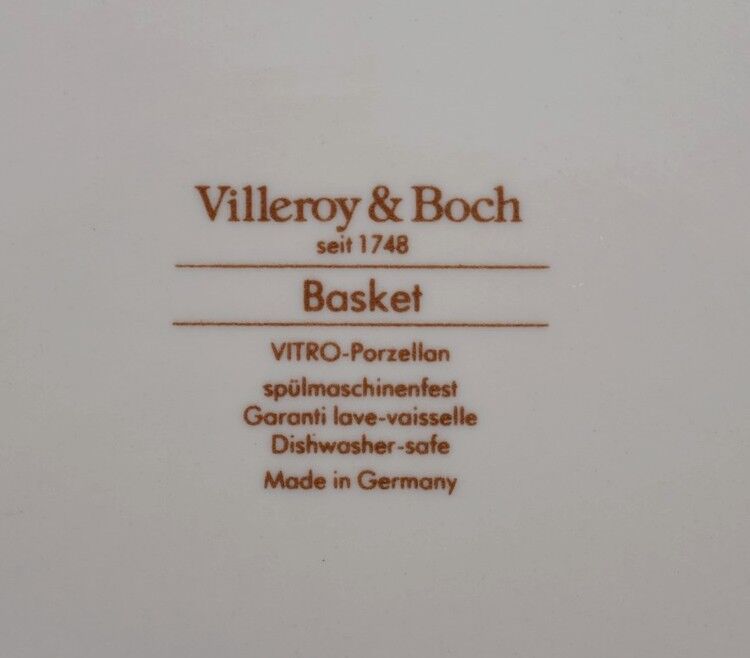 Villeroy & Boch
seit 1748
Basket
VITRO-Porzellan
spülmaschinenfest
Garanti lave-vaisselle
Dishwasher-safe
Made in Germany